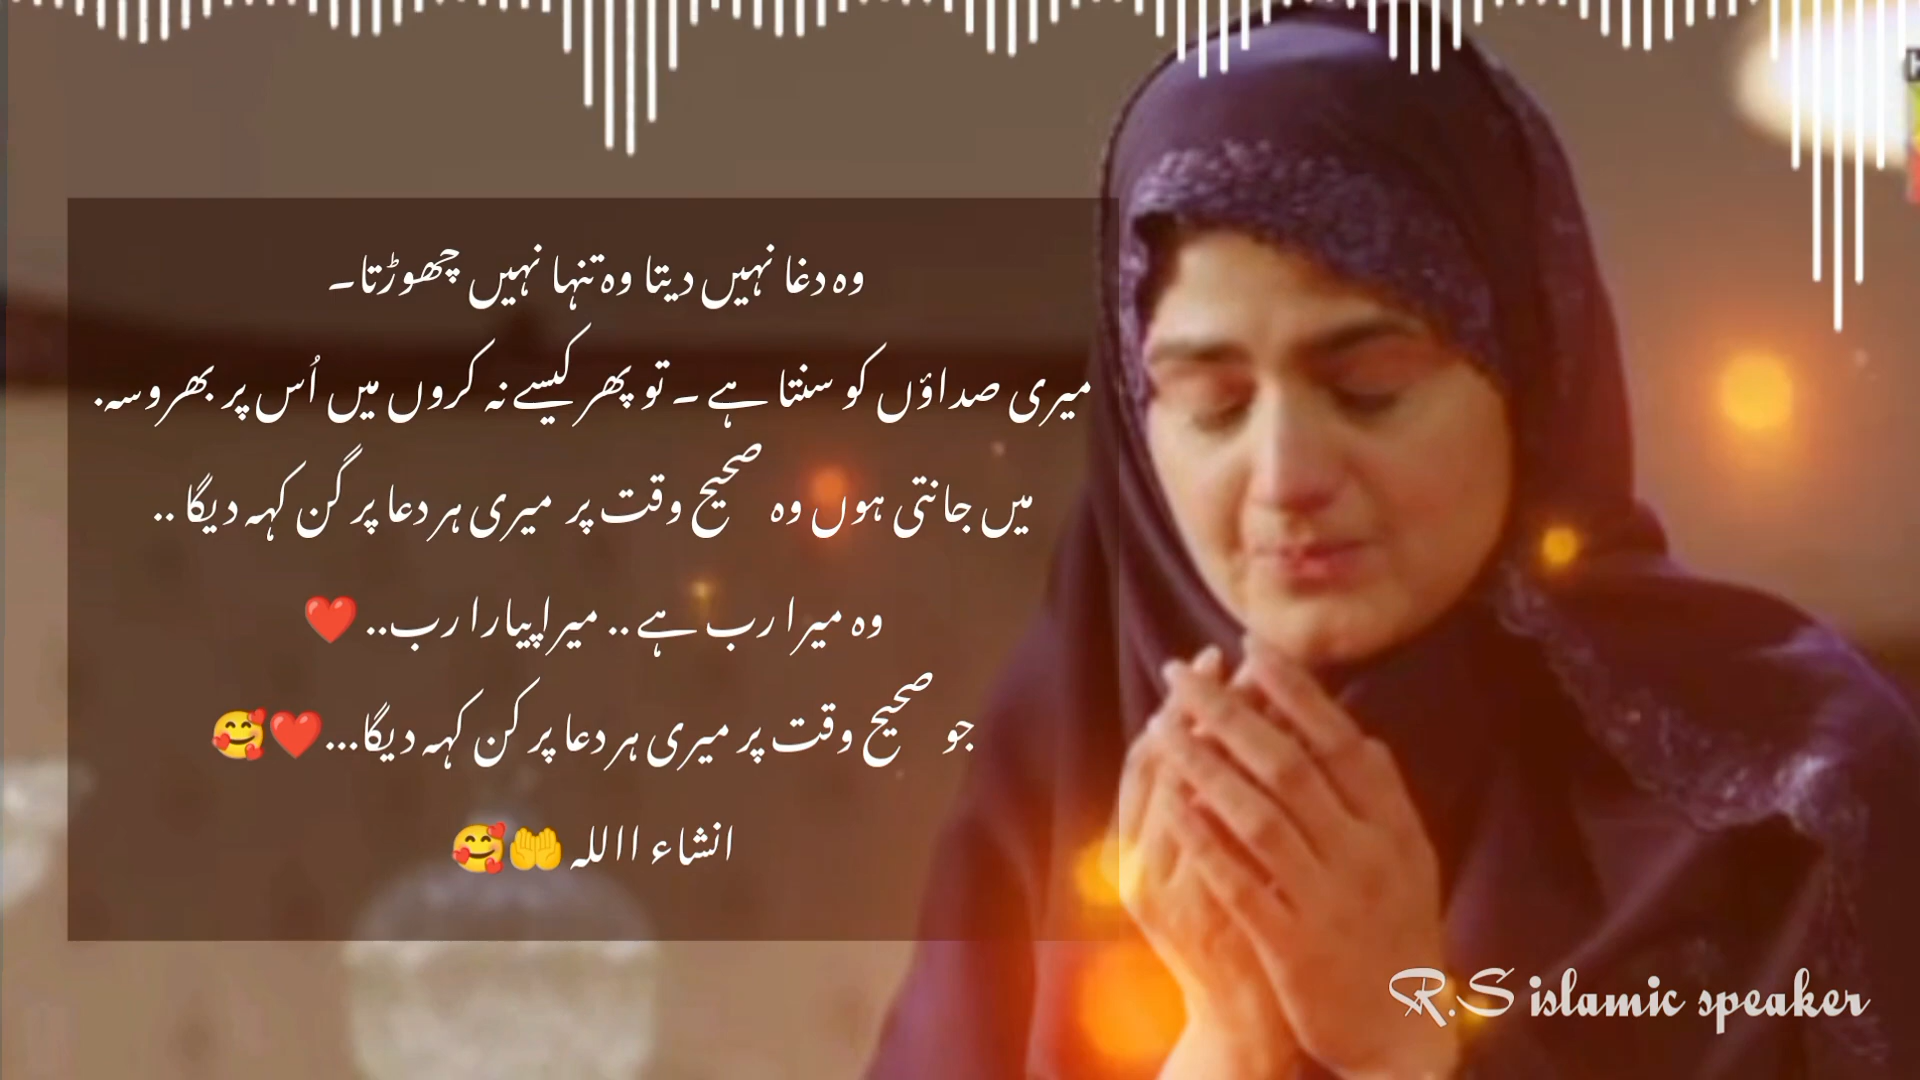 وہ دغا نہیں دیتا وہ تنہا نہیں چھوڑتا۔
میری صداؤں کو سنتا ہے ۔ تو پھر کیسے نہ کروں میں اُس پر بھروسہ.
میں جانتی ہوں وہ صحیح وقت پر میری ہر دعا پر گن کہہ دیگا ..
وہ میرا رب ہے .. میرا پیارا رب.. ❤️
جو صحیح وقت پر میری ہر دعا پر کن کہہ دیگا...❤️🥰
انشاء االلہ 🤲🥰
R.S islamic speaker